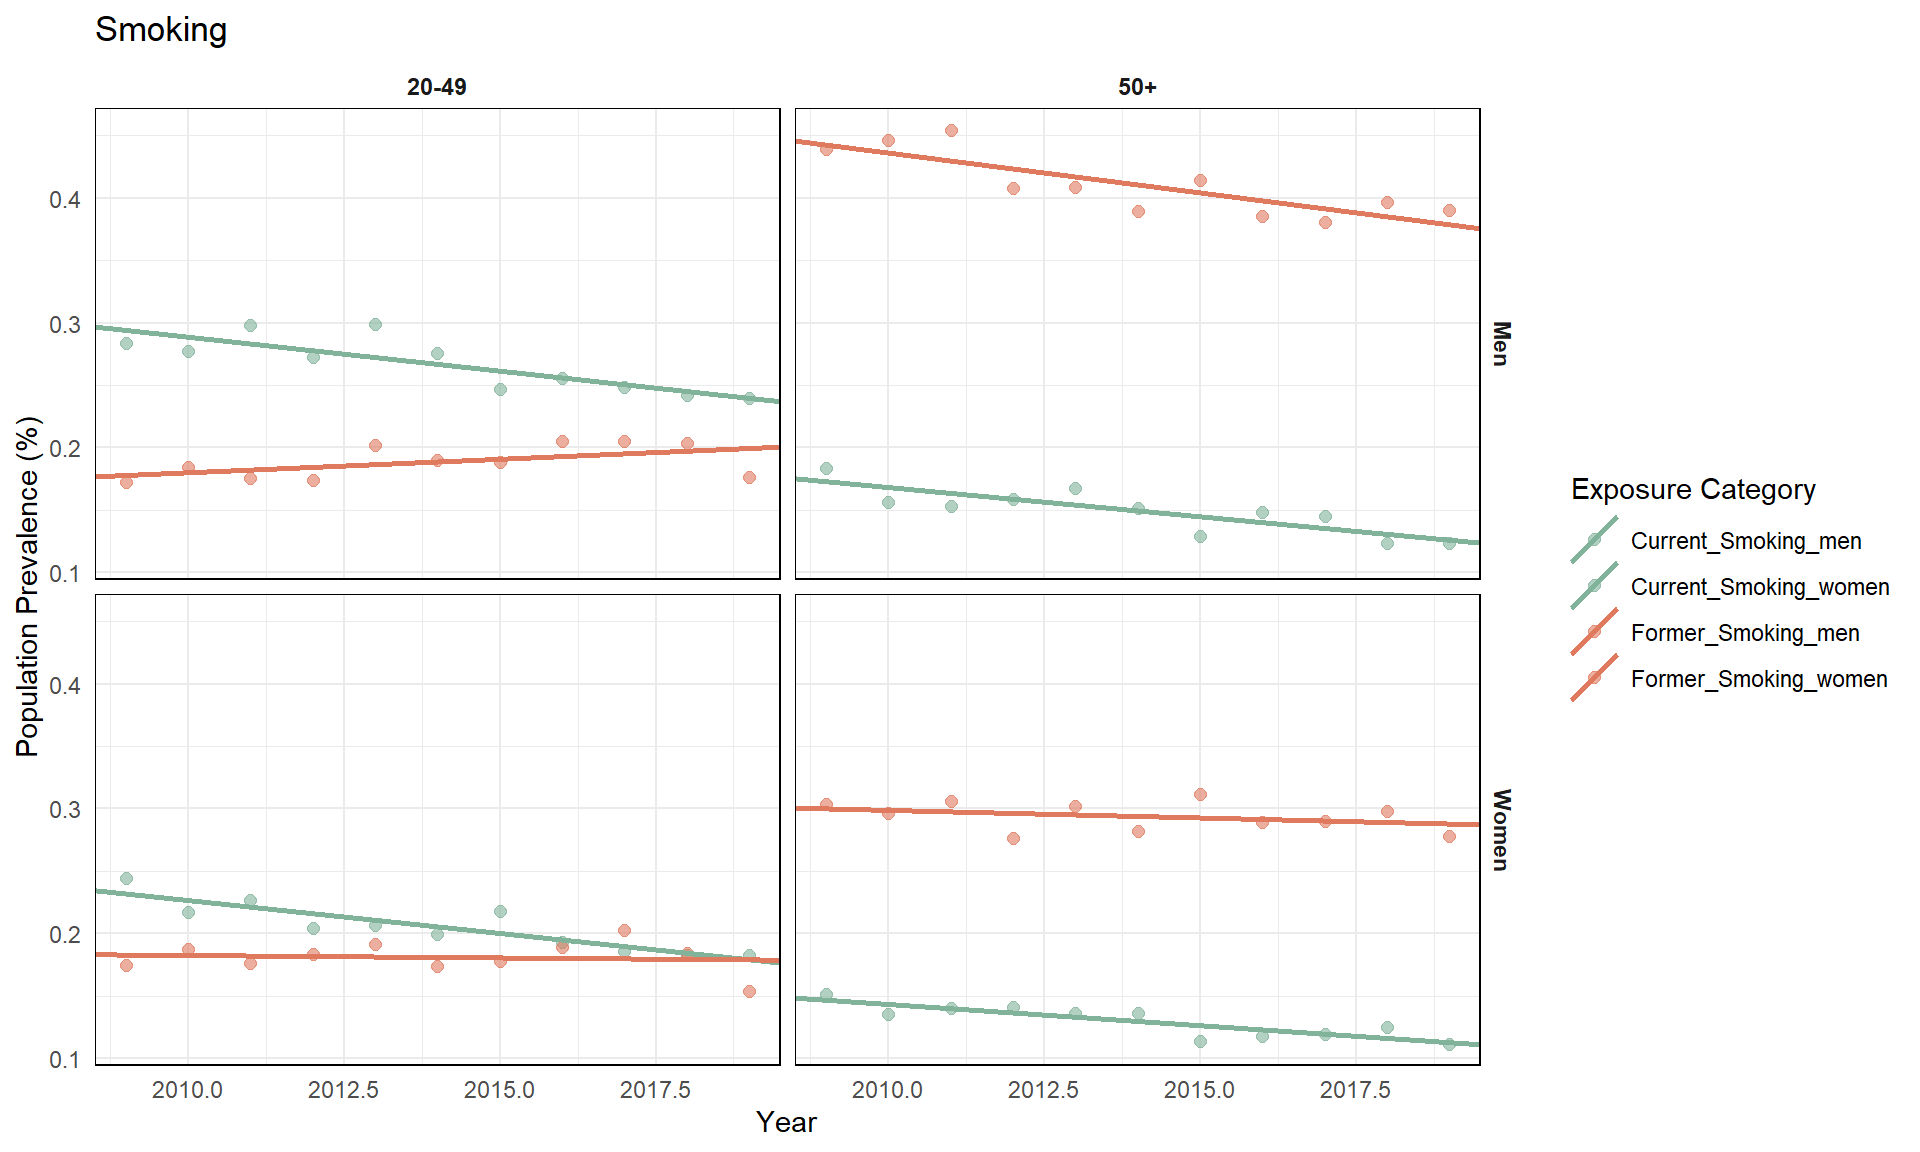 Smoking
20-49
50+
0.4
0.3
0.2
0.1
Men
0.4
0.3
0.2
0.1
Women
Population Prevalence (%)
2010.0
2012.5
2015.0
2017.5
2010.0
2012.5
2015.0
2017.5
Year
Exposure Category
Current_Smoking_men
Current_Smoking_women
Former_Smoking_men
Former_Smoking_women